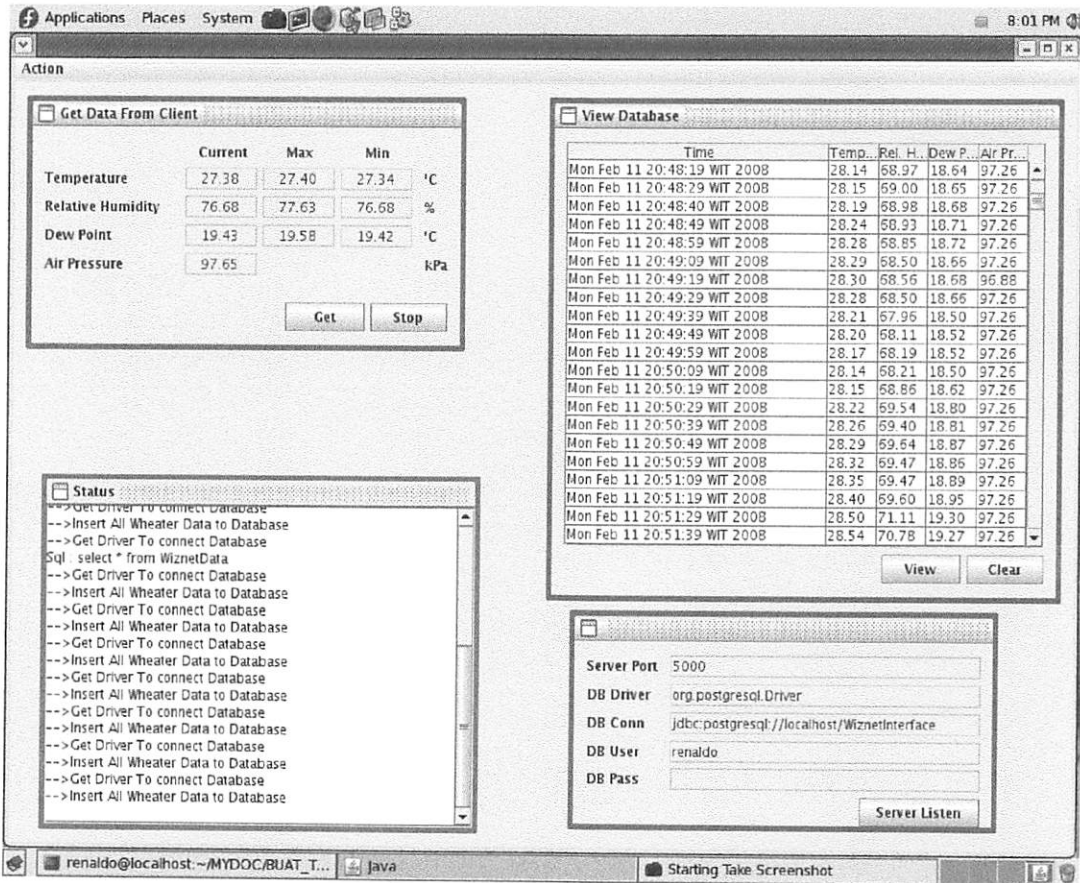 Applications Places System 8:01 PM
Action
Get Data From Client
Current Max Min
Temperature 27.38 27.40 27.34 'C
Relative Humidity 76.68 77.63 76.68 %
Dew Point 19.43 19.58 19.42 'C
Air Pressure 97.65 kPa
Get Stop
View Database
Time Temp... Rel. H... Dew P... Air Pr...
Mon Feb 11 20:48:19 WIT 2008 28.14 68.97 18.64 97.26
Mon Feb 11 20:48:29 WIT 2008 28.15 69.00 18.65 97.26
Mon Feb 11 20:48:40 WIT 2008 28.19 68.98 18.68 97.26
Mon Feb 11 20:48:49 WIT 2008 28.24 68.93 18.71 97.26
Mon Feb 11 20:48:59 WIT 2008 28.28 68.85 18.72 97.26
Mon Feb 11 20:49:09 WIT 2008 28.29 68.50 18.66 97.26
Mon Feb 11 20:49:19 WIT 2008 28.30 68.56 18.68 96.88
Mon Feb 11 20:49:29 WIT 2008 28.28 68.50 18.66 97.26
Mon Feb 11 20:49:39 WIT 2008 28.21 67.96 18.50 97.26
Mon Feb 11 20:49:49 WIT 2008 28.20 68.11 18.52 97.26
Mon Feb 11 20:49:59 WIT 2008 28.17 68.19 18.52 97.26
Mon Feb 11 20:50:09 WIT 2008 28.14 68.21 18.50 97.26
Mon Feb 11 20:50:19 WIT 2008 28.15 68.86 18.62 97.26
Mon Feb 11 20:50:29 WIT 2008 28.22 69.54 18.80 97.26
Mon Feb 11 20:50:39 WIT 2008 28.26 69.40 18.81 97.26
Mon Feb 11 20:50:49 WIT 2008 28.29 69.64 18.87 97.26
Mon Feb 11 20:50:59 WIT 2008 28.32 69.47 18.86 97.26
Mon Feb 11 20:51:09 WIT 2008 28.35 69.47 18.89 97.26
Mon Feb 11 20:51:19 WIT 2008 28.40 69.60 18.95 97.26
Mon Feb 11 20:51:29 WIT 2008 28.50 71.11 19.30 97.26
Mon Feb 11 20:51:39 WIT 2008 28.54 70.78 19.27 97.26
View Clear
Status
-->Get Driver To connect Database
-->Insert All Wheater Data to Database
-->Get Driver To connect Database
Sql : select * from WiznetData
-->Get Driver To connect Database
-->Insert All Wheater Data to Database
-->Get Driver To connect Database
-->Insert All Wheater Data to Database
-->Get Driver To connect Database
-->Insert All Wheater Data to Database
-->Get Driver To connect Database
-->Insert All Wheater Data to Database
-->Get Driver To connect Database
-->Insert All Wheater Data to Database
-->Get Driver To connect Database
-->Insert All Wheater Data to Database
-->Get Driver To connect Database
-->Insert All Wheater Data to Database
Server Port 5000
DB Driver org.postgresql.Driver
DB Conn jdbc:postgresql://localhost/WiznetInterface
DB User renaldo
DB Pass
Server Listen
renaldo@localhost:~/MYDOC/BUAT_T... Java Starting Take Screenshot